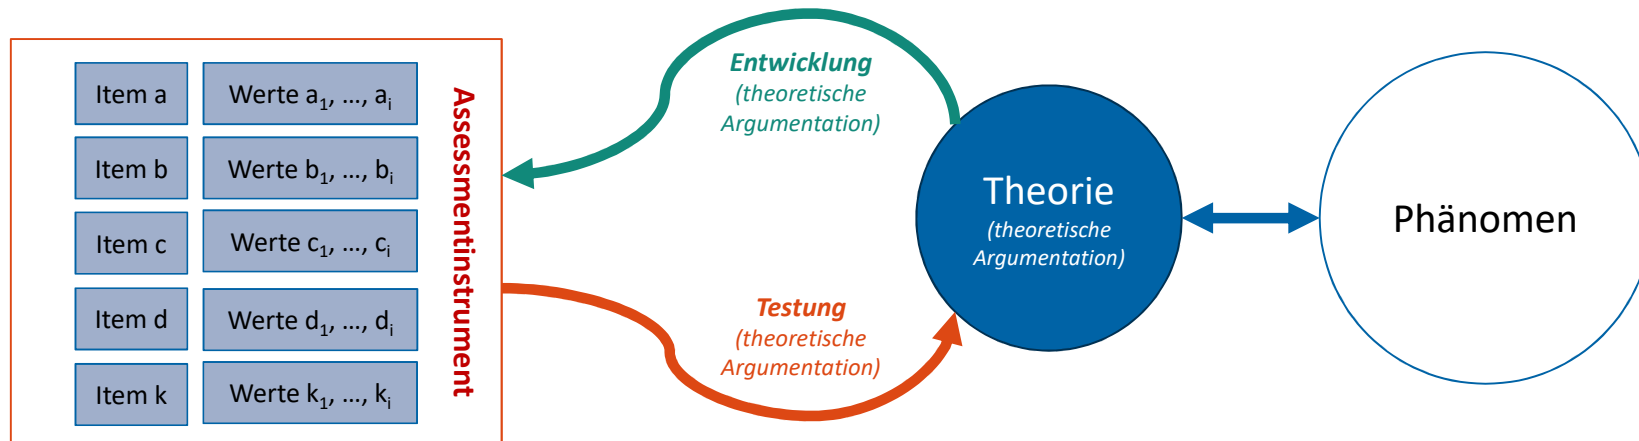 Item a
Werte a1, ..., ai
Item b
Werte b1, ..., bi
Item c
Werte c1, ..., ci
Item d
Werte d1, ..., di
Item k
Werte k1, ..., ki
Assessmentinstrument
Entwicklung
(theoretische
Argumentation)
Testung
(theoretische
Argumentation)
Theorie
(theoretische
Argumentation)
Phänomen